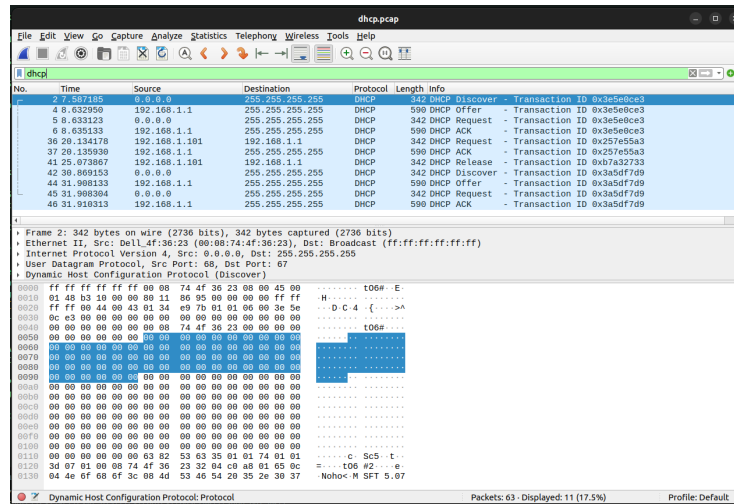 dhcp.pcap
File Edit View Go Capture Analyze Statistics Telephony Wireless Tools Help
dhcp
No. Time Source Destination Protocol Length Info
2 7.587185 0.0.0.0 255.255.255.255 DHCP 342 DHCP Discover - Transaction ID 0x3e5e0ce3
4 8.632950 192.168.1.1 255.255.255.255 DHCP 590 DHCP Offer - Transaction ID 0x3e5e0ce3
5 8.633123 0.0.0.0 255.255.255.255 DHCP 342 DHCP Request - Transaction ID 0x3e5e0ce3
6 8.635133 192.168.1.1 255.255.255.255 DHCP 590 DHCP ACK - Transaction ID 0x3e5e0ce3
36 20.134178 192.168.1.101 192.168.1.1 DHCP 342 DHCP Request - Transaction ID 0x257e55a3
37 20.135930 192.168.1.1 255.255.255.255 DHCP 590 DHCP ACK - Transaction ID 0x257e55a3
41 25.073867 192.168.1.101 192.168.1.1 DHCP 342 DHCP Release - Transaction ID 0xb7a32733
42 30.869153 0.0.0.0 255.255.255.255 DHCP 342 DHCP Discover - Transaction ID 0x3a5df7d9
44 31.908133 192.168.1.1 255.255.255.255 DHCP 590 DHCP Offer - Transaction ID 0x3a5df7d9
45 31.908304 0.0.0.0 255.255.255.255 DHCP 342 DHCP Request - Transaction ID 0x3a5df7d9
46 31.910313 192.168.1.1 255.255.255.255 DHCP 590 DHCP ACK - Transaction ID 0x3a5df7d9
Frame 2: 342 bytes on wire (2736 bits), 342 bytes captured (2736 bits)
Ethernet II, Src: Dell_4f:36:23 (00:08:74:4f:36:23), Dst: Broadcast (ff:ff:ff:ff:ff:ff)
Internet Protocol Version 4, Src: 0.0.0.0, Dst: 255.255.255.255
User Datagram Protocol, Src Port: 68, Dst Port: 67
Dynamic Host Configuration Protocol (Discover)
0000 ff ff ff ff ff ff 00 08 74 4f 36 23 08 00 45 00 ········ tO6#··E·
0010 01 48 b3 10 00 00 80 11 86 95 00 00 00 00 ff ff ·H······ ········
0020 ff ff 00 44 00 43 01 34 e9 7b 01 01 06 00 3e 5e ···D·C·4 ·{····>^
0030 0c e3 00 00 00 00 00 00 00 00 00 00 00 00 00 00 ········ ········
0040 00 00 00 00 00 00 00 08 74 4f 36 23 00 00 00 00 ········ tO6#····
0050 00 00 00 00 00 00 00 00 00 00 00 00 00 00 00 00 ········ ········
0060 00 00 00 00 00 00 00 00 00 00 00 00 00 00 00 00 ········ ········
0070 00 00 00 00 00 00 00 00 00 00 00 00 00 00 00 00 ········ ········
0080 00 00 00 00 00 00 00 00 00 00 00 00 00 00 00 00 ········ ········
0090 00 00 00 00 00 00 00 00 00 00 00 00 00 00 00 00 ········ ········
00a0 00 00 00 00 00 00 00 00 00 00 00 00 00 00 00 00 ········ ········
00b0 00 00 00 00 00 00 00 00 00 00 00 00 00 00 00 00 ········ ········
00c0 00 00 00 00 00 00 00 00 00 00 00 00 00 00 00 00 ········ ········
00d0 00 00 00 00 00 00 00 00 00 00 00 00 00 00 00 00 ········ ········
00e0 00 00 00 00 00 00 00 00 00 00 00 00 00 00 00 00 ········ ········
00f0 00 00 00 00 00 00 00 00 00 00 00 00 00 00 00 00 ········ ········
0100 00 00 00 00 00 00 00 00 00 00 00 00 00 00 00 00 ········ ········
0110 00 00 00 00 00 00 63 82 53 63 35 01 01 74 01 01 ······c· Sc5··t··
0120 3d 07 01 00 08 74 4f 36 23 32 04 c0 a8 01 65 0c =····tO6 #2····e·
0130 04 4e 6f 68 6f 3c 08 4d 53 46 54 20 35 2e 30 37 ·Noho<·M SFT 5.07
Dynamic Host Configuration Protocol: Protocol
Packets: 63 · Displayed: 11 (17.5%)
Profile: Default